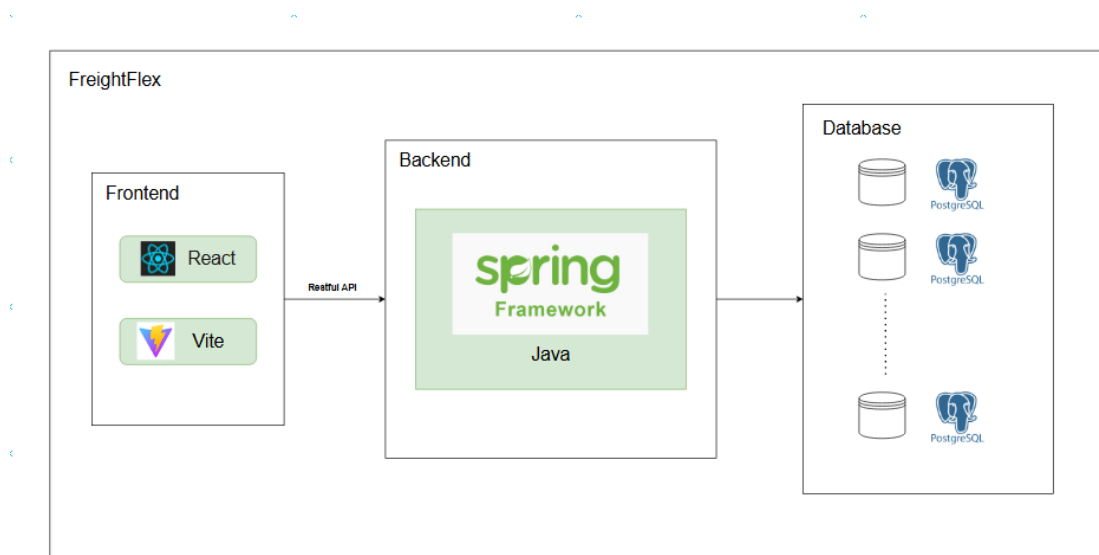 FreightFlex
Frontend
React
Vite
Restful API
Backend
spring
Framework
Java
Database
PostgreSQL
PostgreSQL
PostgreSQL